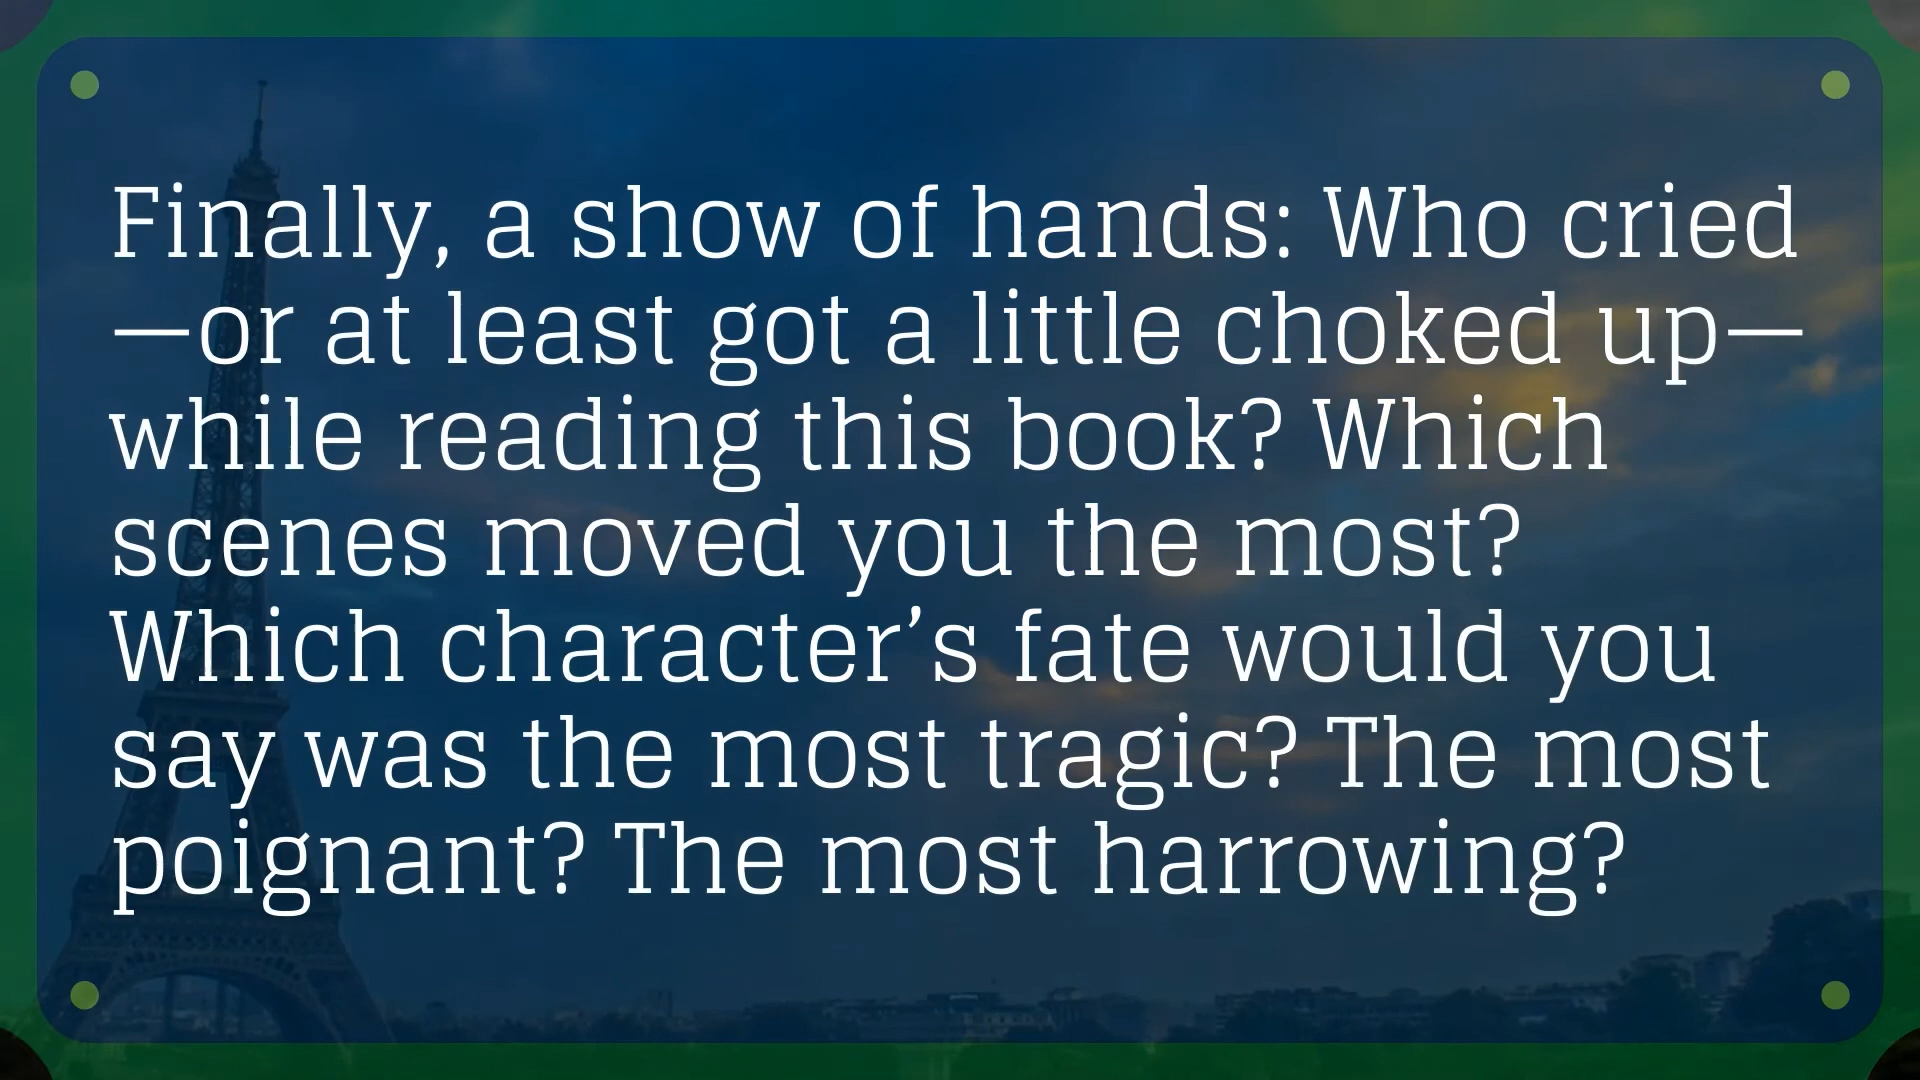 Finally, a show of hands: Who cried
—or at least got a little choked up—
while reading this book? Which
scenes moved you the most?
Which character’s fate would you
say was the most tragic? The most
poignant? The most harrowing?